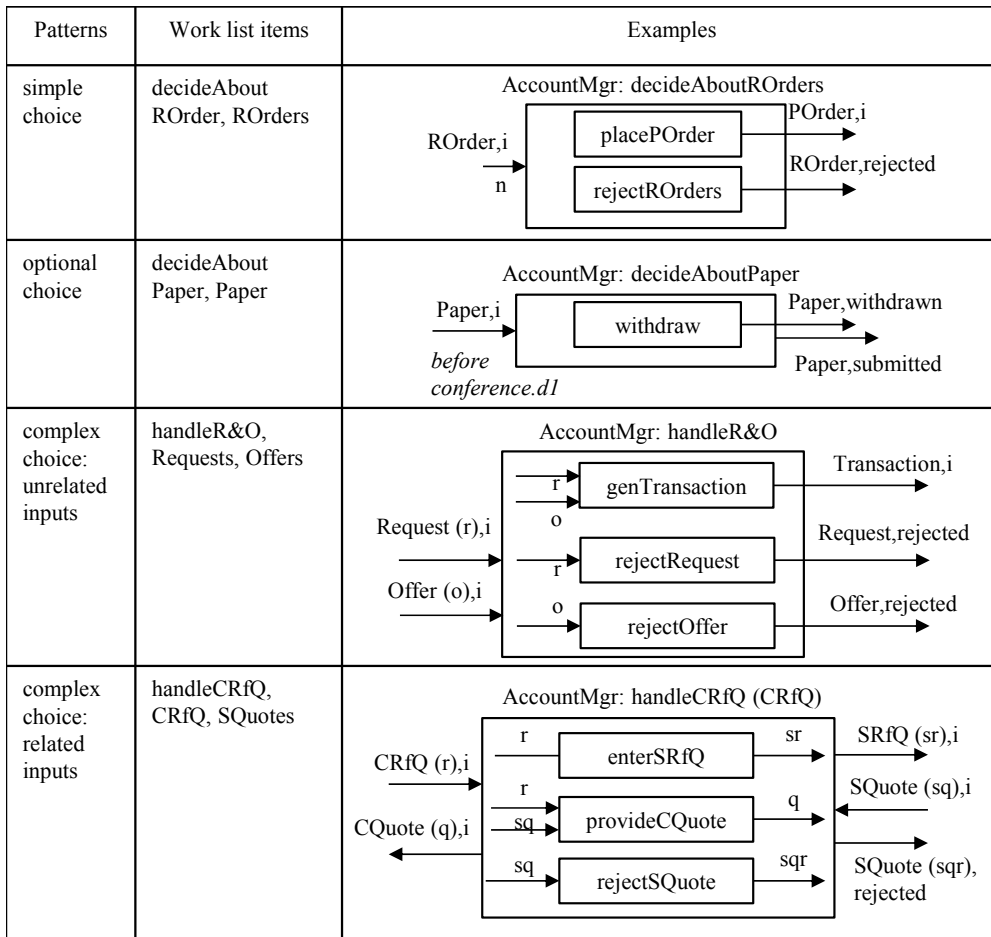 Patterns
Work list items
Examples
simple
choice
decideAbout
ROrder, ROrders
AccountMgr: decideAboutROrders
ROrder,i
n
placePOrder
POrder,i
rejectROrders
ROrder,rejected
optional
choice
decideAbout
Paper, Paper
AccountMgr: decideAboutPaper
Paper,i
before
conference.d1
withdraw
Paper,withdrawn
Paper,submitted
complex
choice:
unrelated
inputs
handleR&O,
Requests, Offers
AccountMgr: handleR&O
Request (r),i
Offer (o),i
r
o
genTransaction
Transaction,i
r
rejectRequest
Request,rejected
o
rejectOffer
Offer,rejected
complex
choice:
related
inputs
handleCRfQ,
CRfQ, SQuotes
AccountMgr: handleCRfQ (CRfQ)
CRfQ (r),i
CQuote (q),i
r
enterSRfQ
sr
SRfQ (sr),i
r
sq
provideCQuote
q
SQuote (sq),i
sq
rejectSQuote
sqr
SQuote (sqr),
rejected